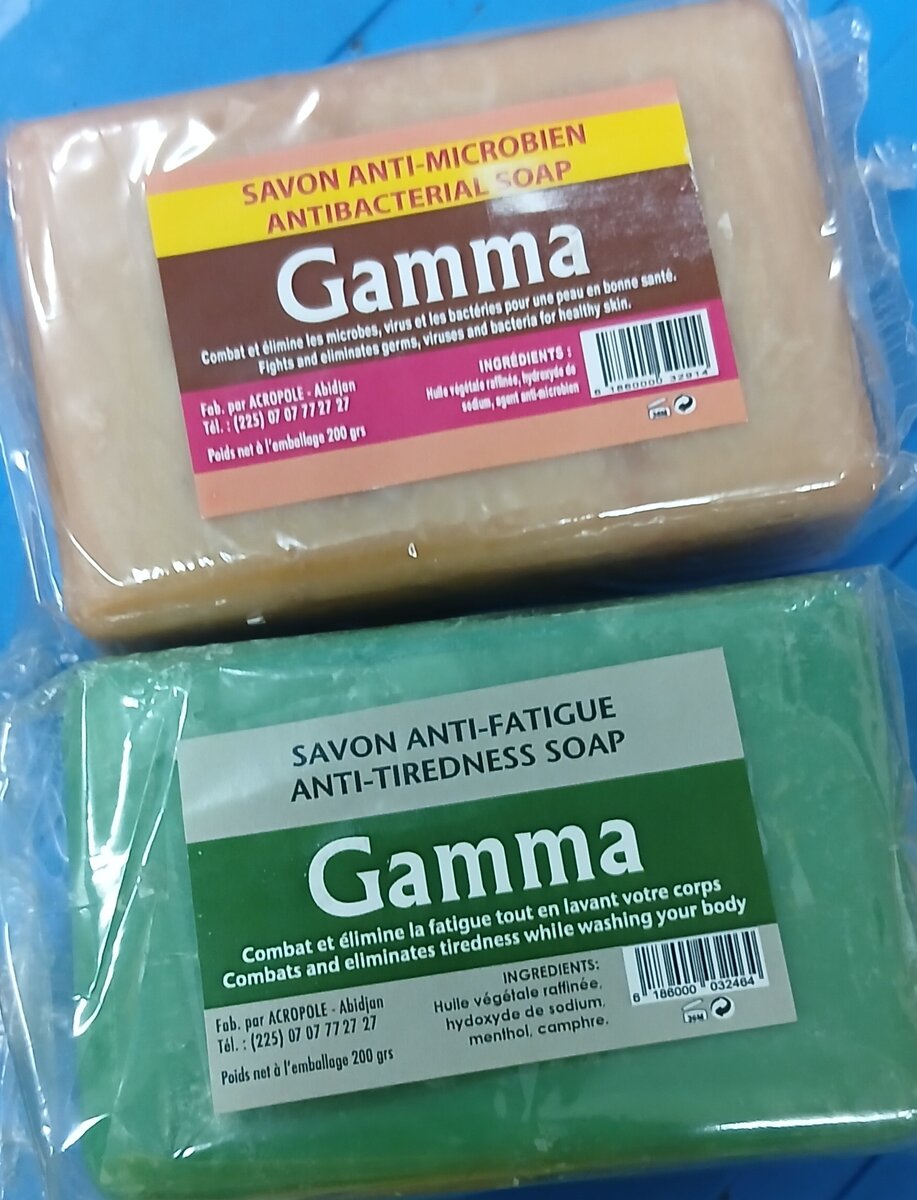 SAVON ANTI-MICROBIEN
ANTIBACTERIAL SOAP
Gamma
Combat et élimine les microbes, virus et les bactéries pour une peau en bonne santé.
Fights and eliminates germs, viruses and bacteria for healthy skin.
Fab. par ACROPOLE - Abidjan
Tél. : (225) 07 07 77 27 27
Poids net à l'emballage 200 grs
INGRÉDIENTS :
Huile végétale raffinée, hydroxyde de
sodium, agent anti-microbien
SAVON ANTI-FATIGUE
ANTI-TIREDNESS SOAP
Gamma
Combat et élimine la fatigue tout en lavant votre corps
Combats and eliminates tiredness while washing your body
Fab. par ACROPOLE - Abidjan
Tél. : (225) 07 07 77 27 27
Poids net à l'emballage 200 grs
INGREDIENTS:
Huile végétale raffinée,
hydoxyde de sodium,
menthol, camphre.
6 186000 032464